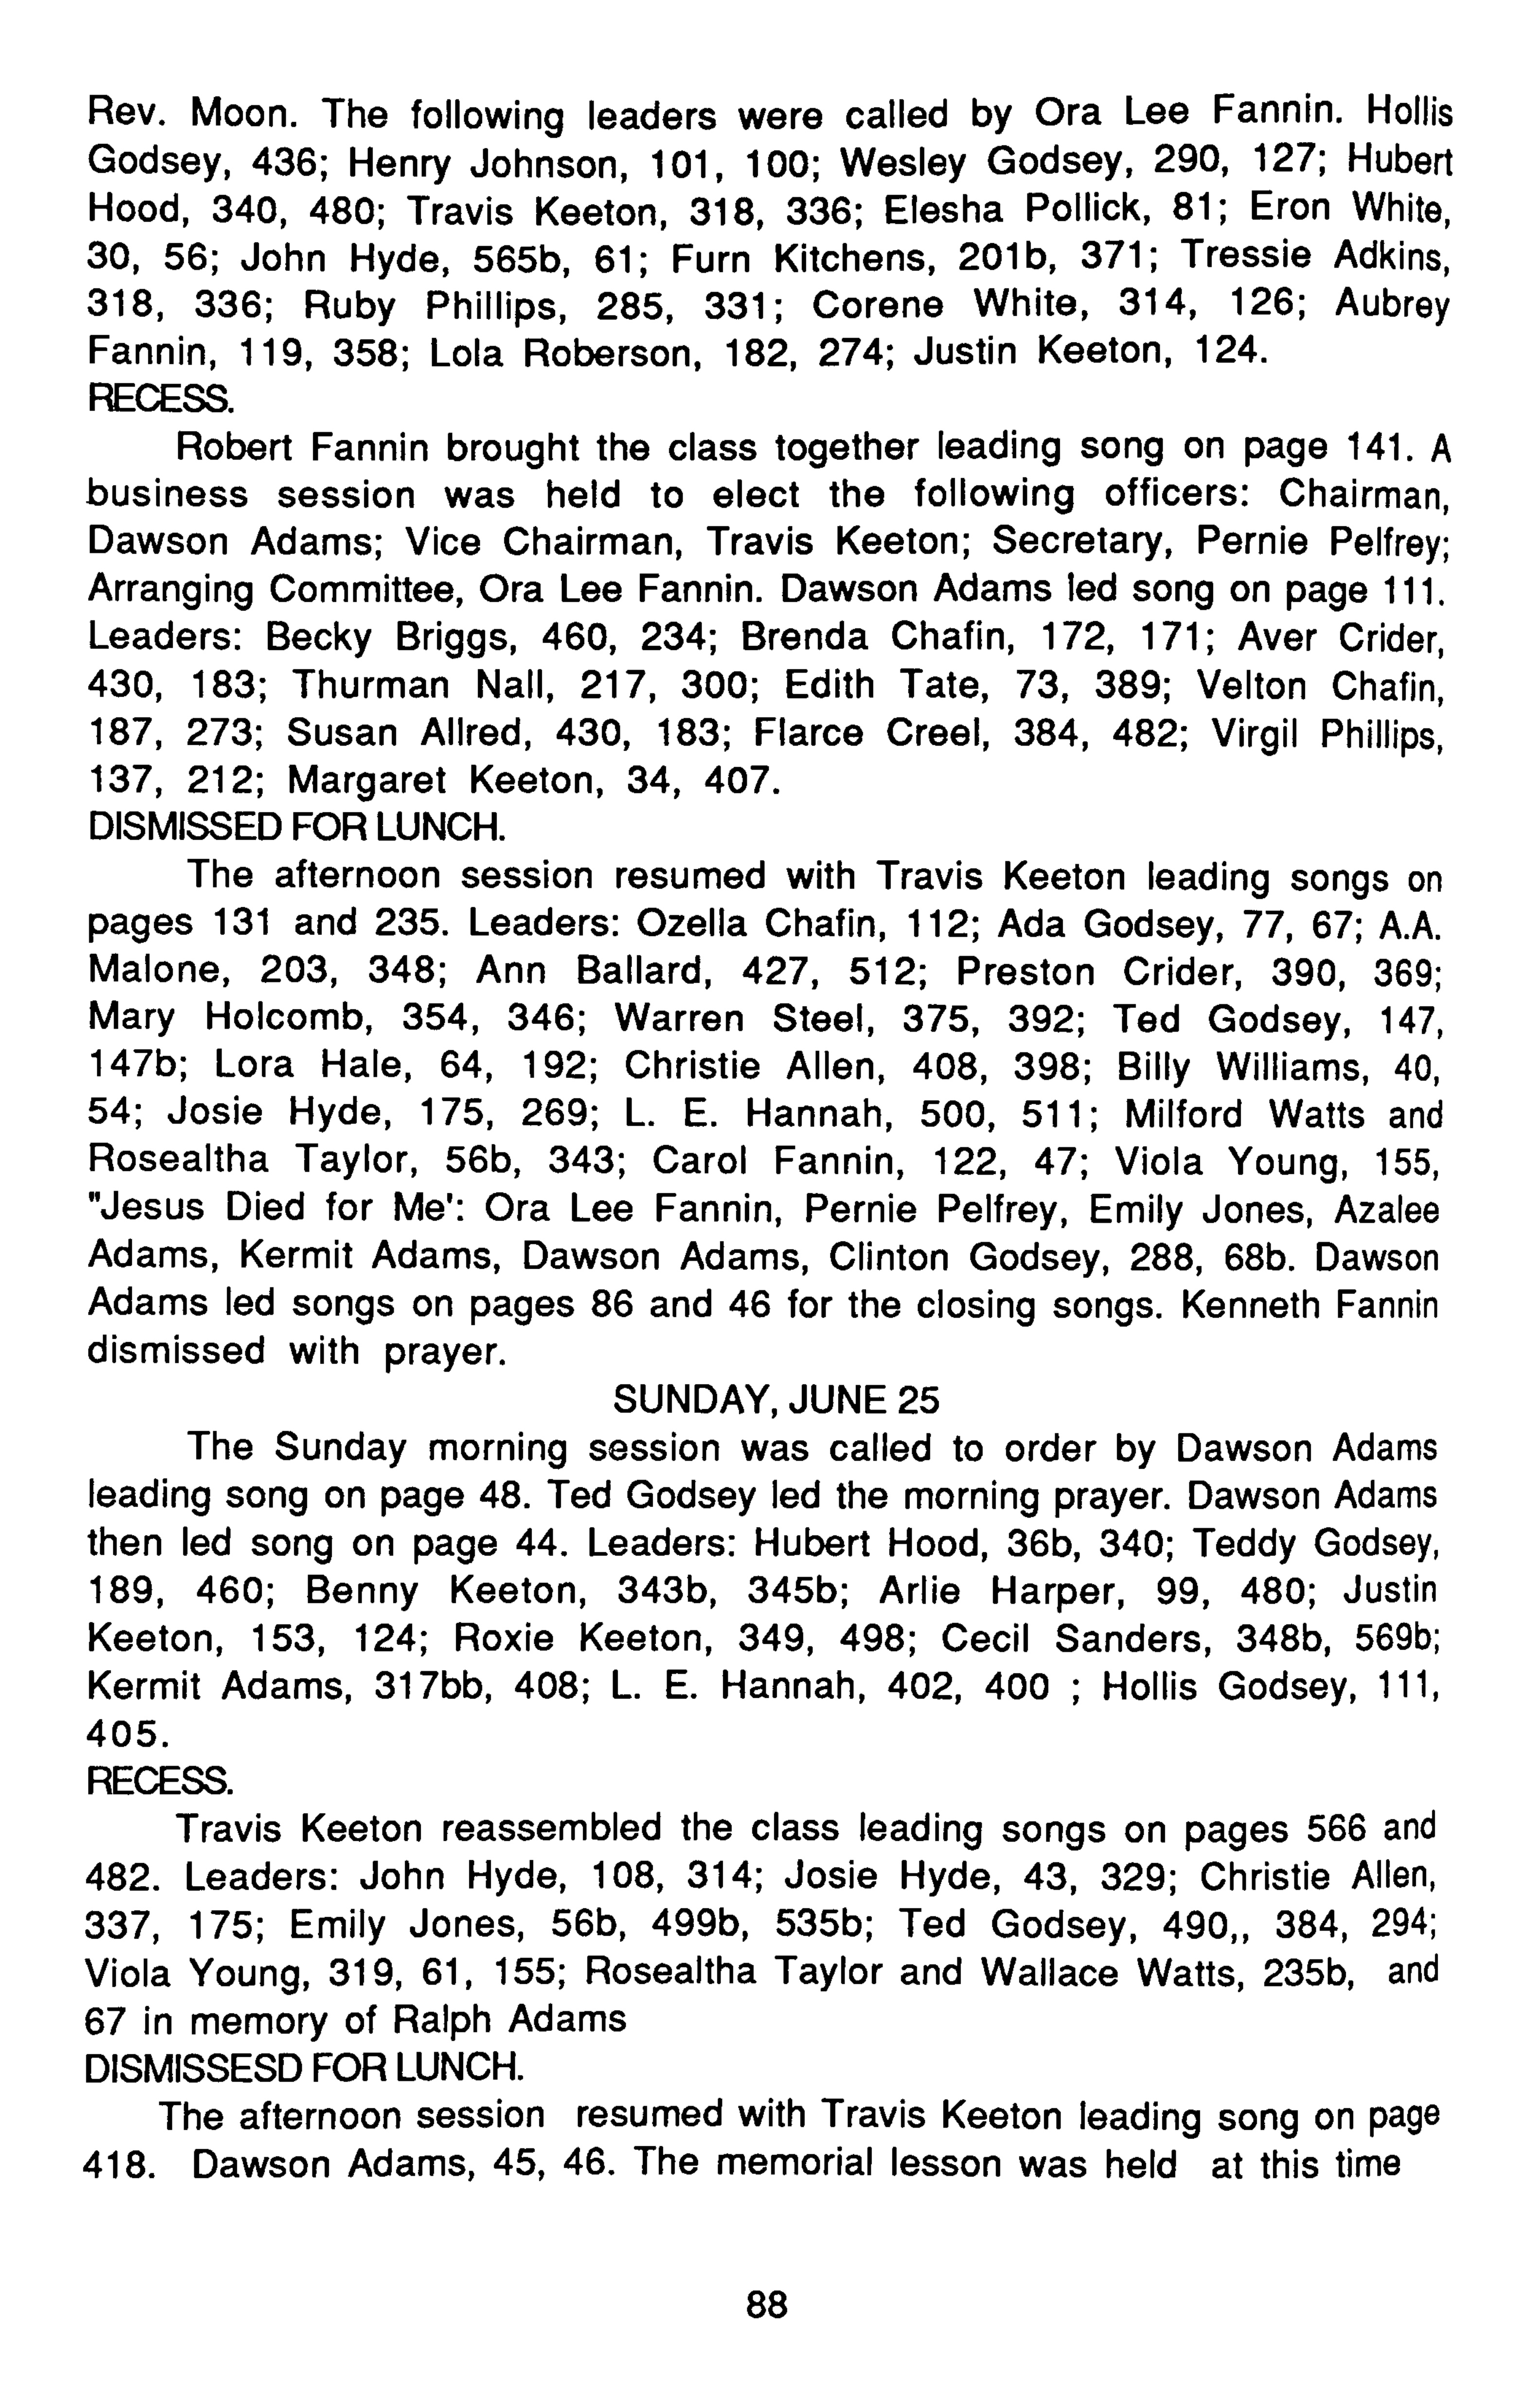 Rev. Moon. The following leaders were called by Ora Lee Fannin. Hollis
Godsey, 436; Henry Johnson, 101, 100; Wesley Godsey, 290, 127; Hubert
Hood, 340, 480; Travis Keeton, 318, 336; Elesha Pollick, 81; Eron White,
30, 56; John Hyde, 565b, 61; Furn Kitchens, 201b, 371; Tressie Adkins,
318, 336; Ruby Phillips, 285, 331; Corene White, 314, 126; Aubrey
Fannin, 119, 358; Lola Roberson, 182, 274; Justin Keeton, 124.
RECESS.
Robert Fannin brought the class together leading song on page 141. A
business session was held to elect the following officers: Chairman,
Dawson Adams; Vice Chairman, Travis Keeton; Secretary, Pernie Pelfrey;
Arranging Committee, Ora Lee Fannin. Dawson Adams led song on page 111.
Leaders: Becky Briggs, 460, 234; Brenda Chafin, 172, 171; Aver Crider,
430, 183; Thurman Nall, 217, 300; Edith Tate, 73, 389; Velton Chafin,
187, 273; Susan Allred, 430, 183; Flarce Creel, 384, 482; Virgil Phillips,
137, 212; Margaret Keeton, 34, 407.
DISMISSED FOR LUNCH.
The afternoon session resumed with Travis Keeton leading songs on
pages 131 and 235. Leaders: Ozella Chafin, 112; Ada Godsey, 77, 67; A.A.
Malone, 203, 348; Ann Ballard, 427, 512; Preston Crider, 390, 369;
Mary Holcomb, 354, 346; Warren Steel, 375, 392; Ted Godsey, 147,
147b; Lora Hale, 64, 192; Christie Allen, 408, 398; Billy Williams, 40,
54; Josie Hyde, 175, 269; L. E. Hannah, 500, 511; Milford Watts and
Rosealtha Taylor, 56b, 343; Carol Fannin, 122, 47; Viola Young, 155,
"Jesus Died for Me': Ora Lee Fannin, Pernie Pelfrey, Emily Jones, Azalee
Adams, Kermit Adams, Dawson Adams, Clinton Godsey, 288, 68b. Dawson
Adams led songs on pages 86 and 46 for the closing songs. Kenneth Fannin
dismissed with prayer.
SUNDAY, JUNE 25
The Sunday morning session was called to order by Dawson Adams
leading song on page 48. Ted Godsey led the morning prayer. Dawson Adams
then led song on page 44. Leaders: Hubert Hood, 36b, 340; Teddy Godsey,
189, 460; Benny Keeton, 343b, 345b; Arlie Harper, 99, 480; Justin
Keeton, 153, 124; Roxie Keeton, 349, 498; Cecil Sanders, 348b, 569b;
Kermit Adams, 317bb, 408; L. E. Hannah, 402, 400 ; Hollis Godsey, 111,
405.
RECESS.
Travis Keeton reassembled the class leading songs on pages 566 and
482. Leaders: John Hyde, 108, 314; Josie Hyde, 43, 329; Christie Allen,
337, 175; Emily Jones, 56b, 499b, 535b; Ted Godsey, 490,, 384, 294;
Viola Young, 319, 61, 155; Rosealtha Taylor and Wallace Watts, 235b, and
67 in memory of Ralph Adams
DISMISSESD FOR LUNCH.
The afternoon session resumed with Travis Keeton leading song on page
418. Dawson Adams, 45, 46. The memorial lesson was held at this time
88